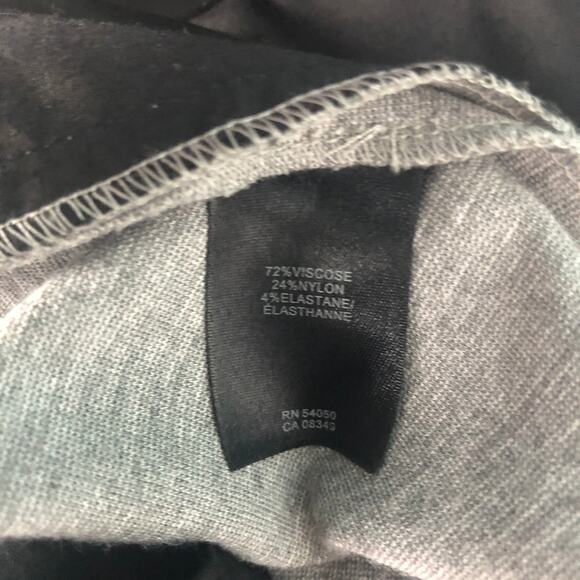 72%VISCOSE
24%NYLON
4%ELASTANE/
ÉLASTHANNE
RN 54050
CA 08349